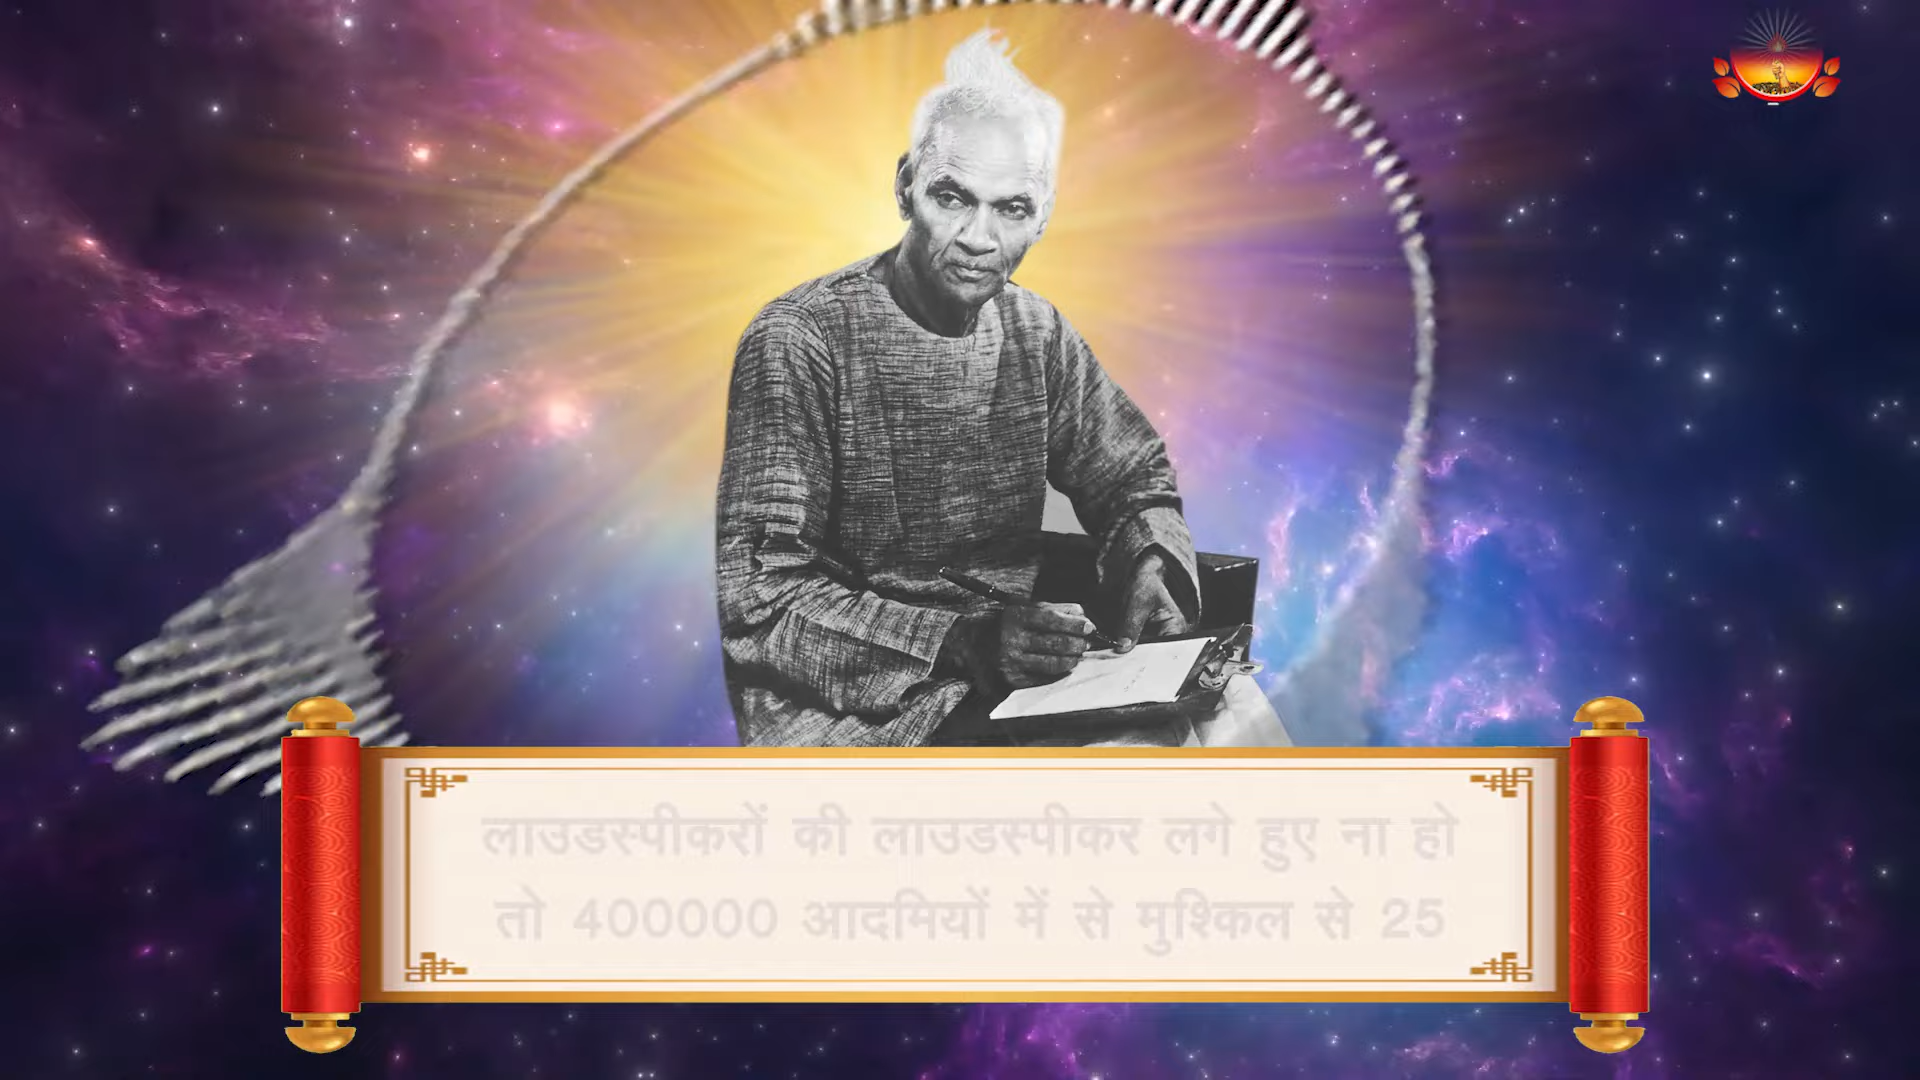 लाउडस्पीकरों की लाउडस्पीकर लगे हुए ना हो
तो 400000 आदमियों में से मुश्किल से 25